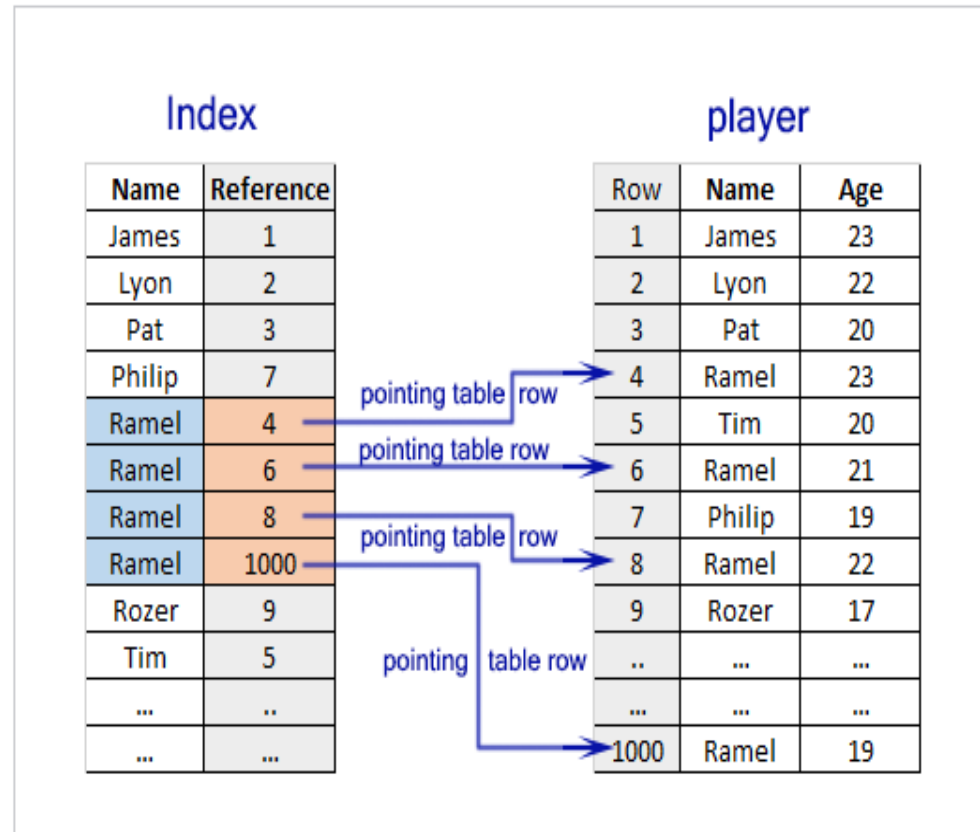 Index
Name Reference
James 1
Lyon 2
Pat 3
Philip 7
Ramel 4
Ramel 6
Ramel 8
Ramel 1000
Rozer 9
Tim 5
... ..
... ...
pointing table row
pointing table row
pointing table row
pointing table row
player
Row Name Age
1 James 23
2 Lyon 22
3 Pat 20
4 Ramel 23
5 Tim 20
6 Ramel 21
7 Philip 19
8 Ramel 22
9 Rozer 17
.. ... ...
... ... ...
1000 Ramel 19